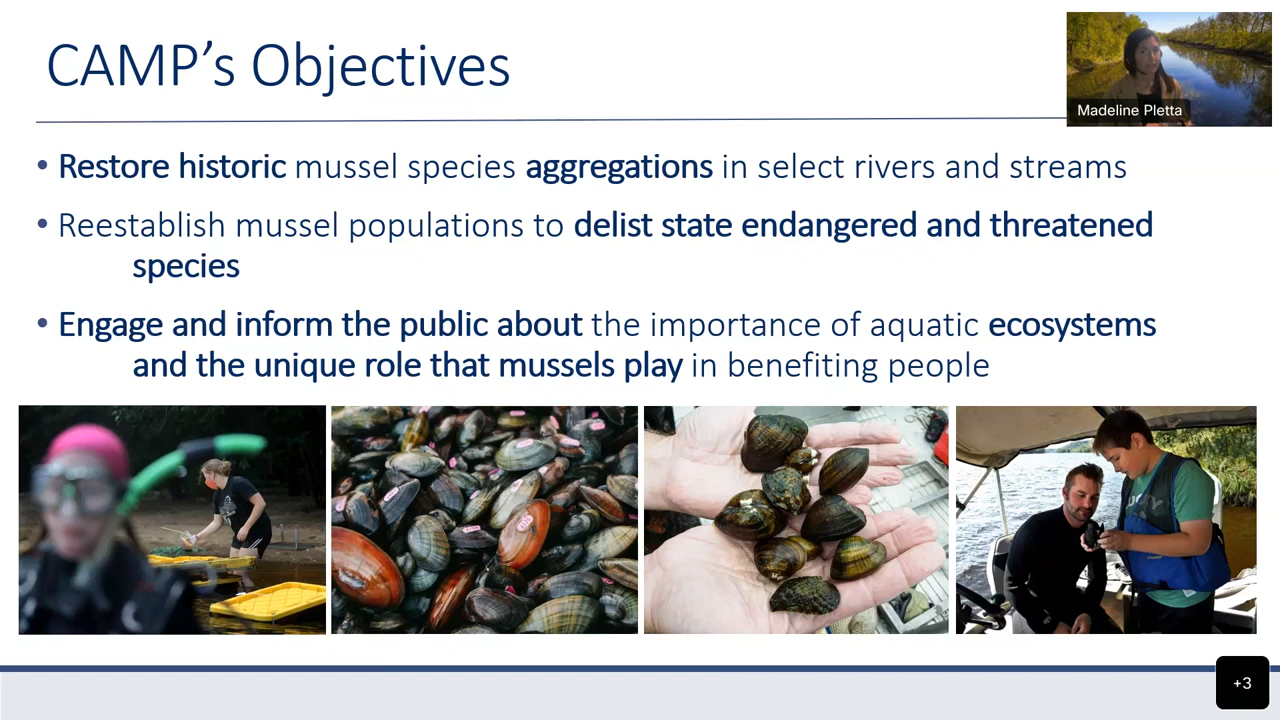 CAMP’s Objectives
Madeline Pletta
• Restore historic mussel species aggregations in select rivers and streams
• Reestablish mussel populations to delist state endangered and threatened
species
• Engage and inform the public about the importance of aquatic ecosystems
and the unique role that mussels play in benefiting people
+3